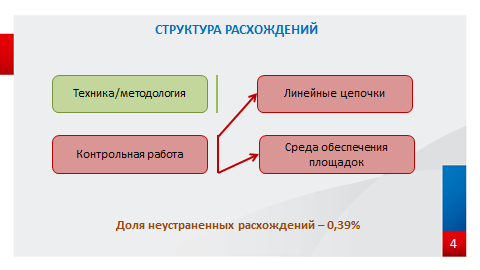 СТРУКТУРА РАСХОЖДЕНИЙ
Техника/методология
Линейные цепочки
Контрольная работа
Среда обеспечения
площадок
Доля неустраненных расхождений – 0,39%
4